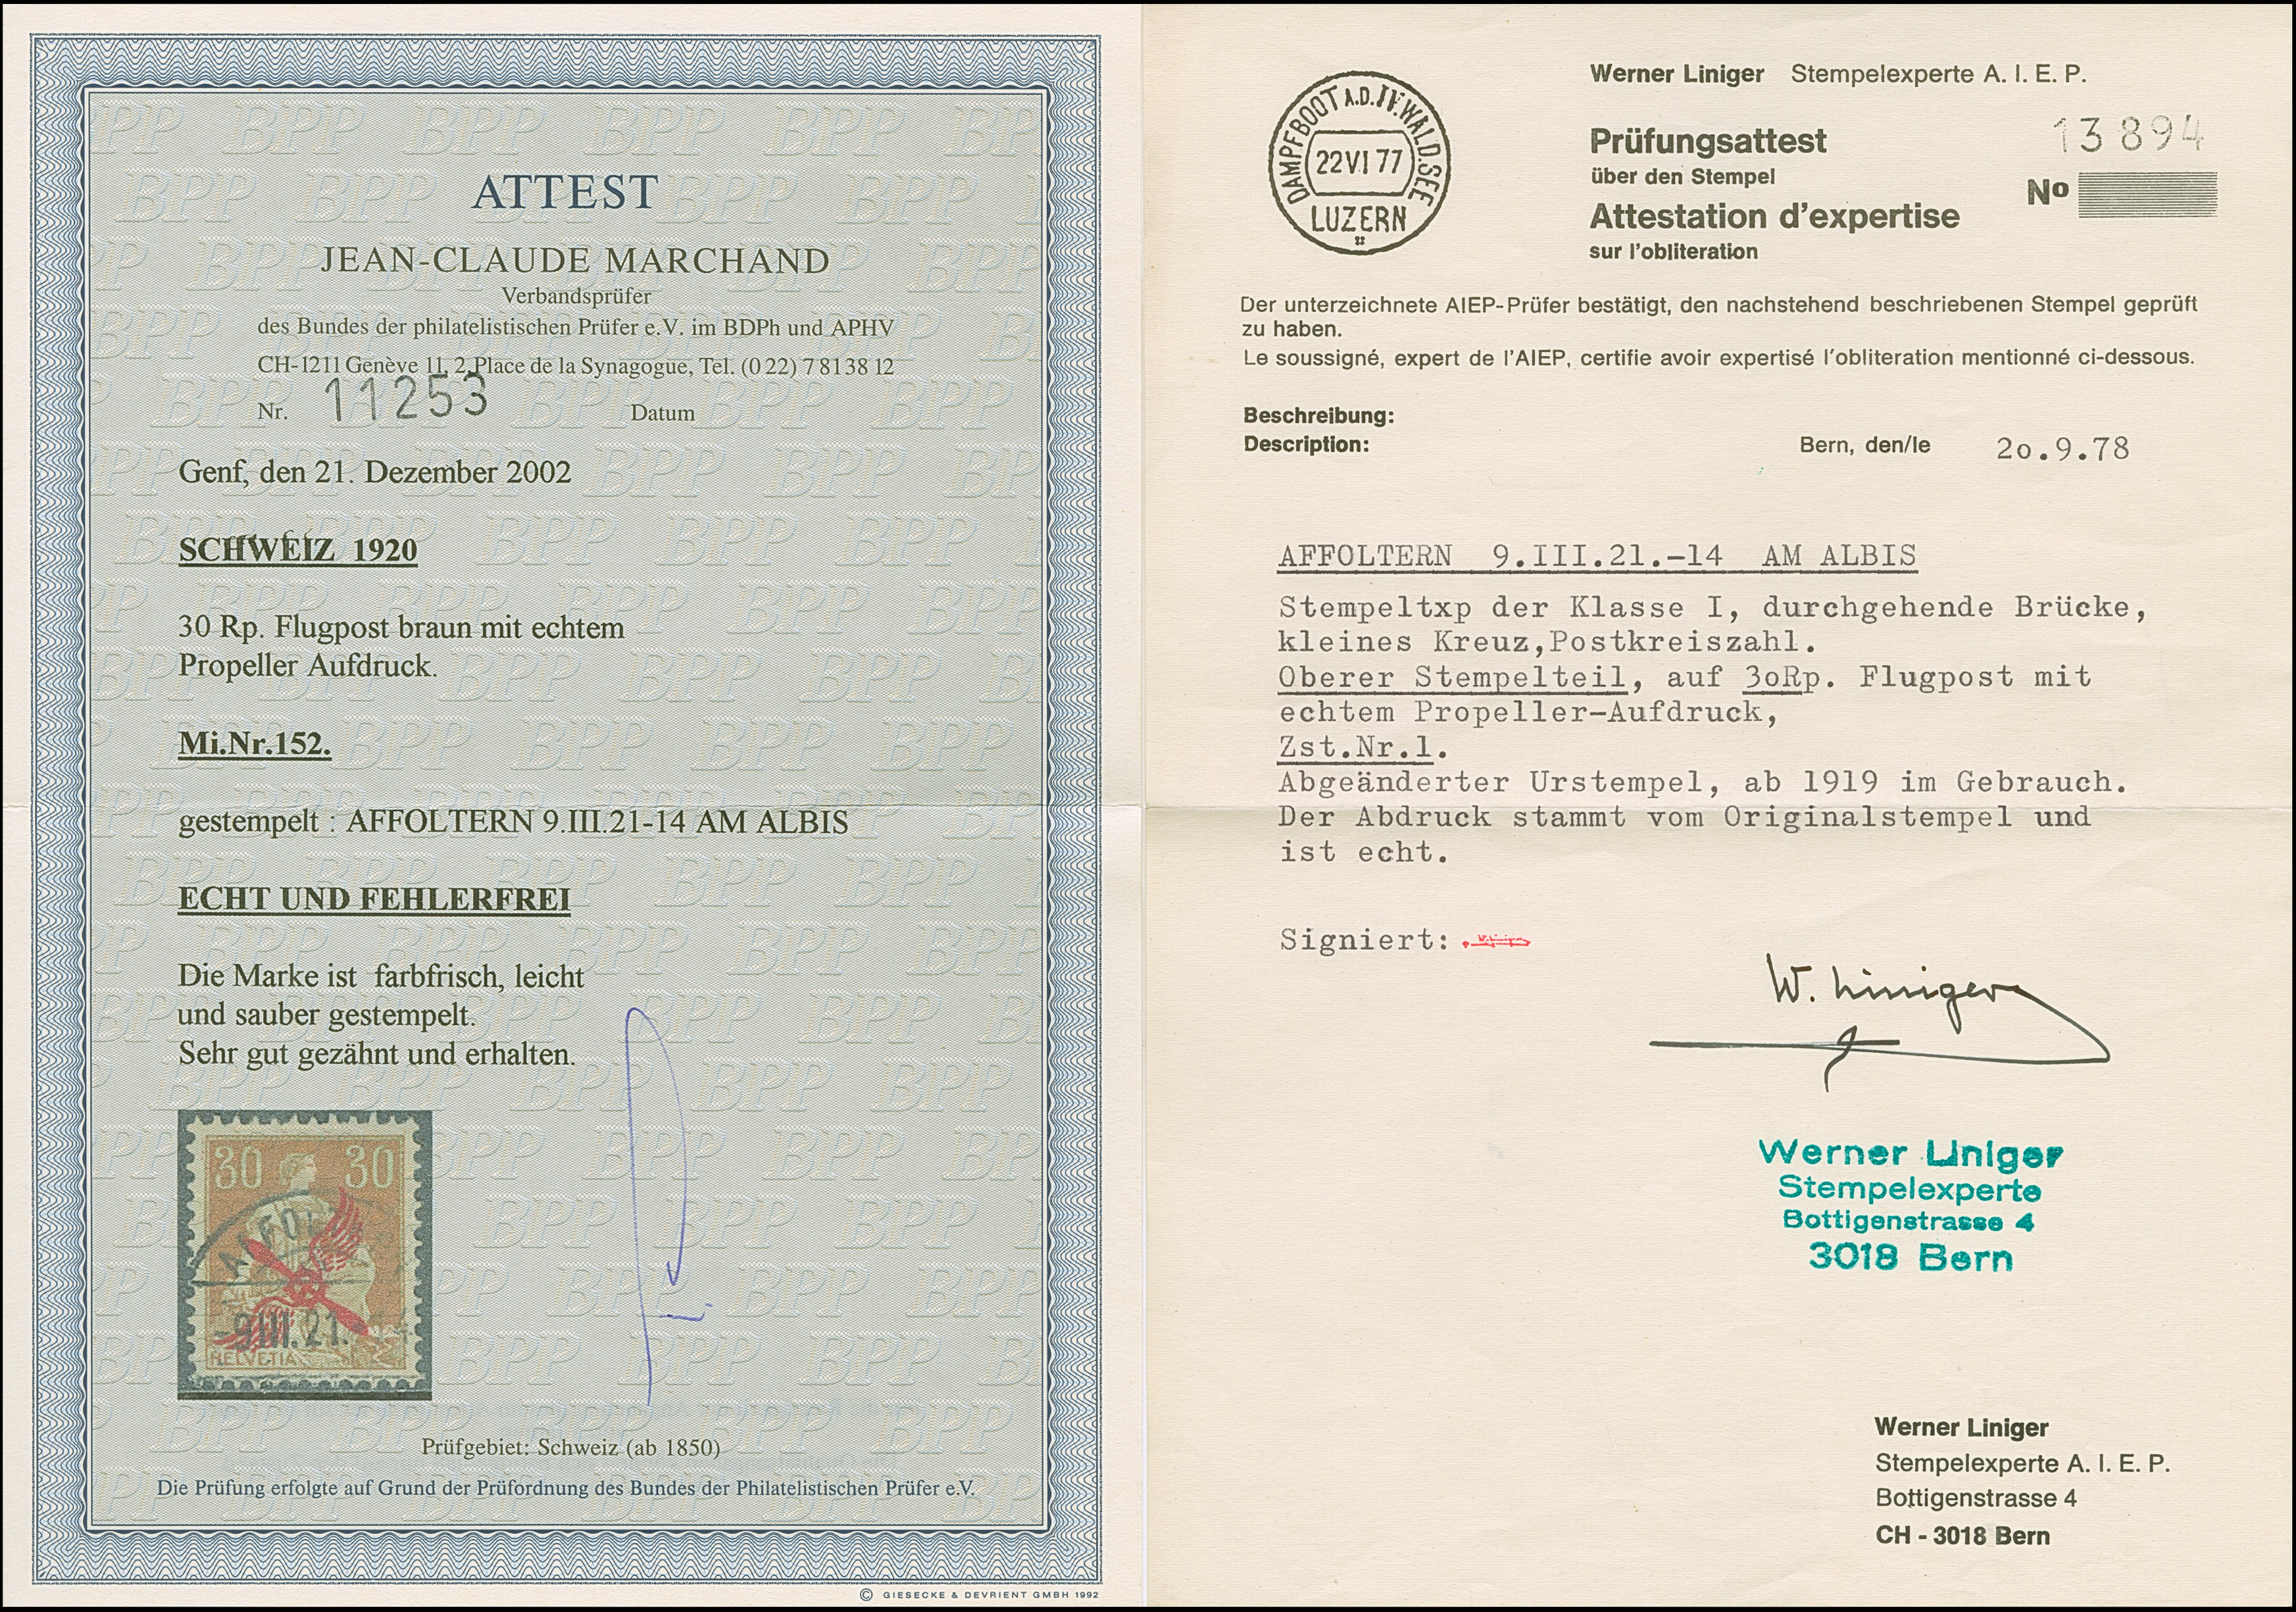 ATTEST
JEAN-CLAUDE MARCHAND
Verbandsprüfer
des Bundes der philatelistischen Prüfer e.V. im BDPh und APHV
CH-1211 Genève 11, 2, Place de la Synagogue, Tel. (0 22) 7 81 38 12
Nr. 11253 Datum
Genf, den 21. Dezember 2002
SCHWEIZ 1920
30 Rp. Flugpost braun mit echtem
Propeller Aufdruck.
Mi.Nr.152.
gestempelt : AFFOLTERN 9.III.21-14 AM ALBIS
ECHT UND FEHLERFREI
Die Marke ist farbfrisch, leicht
und sauber gestempelt.
Sehr gut gezähnt und erhalten.
30 30
AFFOL
-9.III.21.
HELVETIA
Prüfgebiet: Schweiz (ab 1850)
Die Prüfung erfolgte auf Grund der Prüfordnung des Bundes der Philatelistischen Prüfer e.V.
© GIESECKE & DEVRIENT GMBH 1992
DAMPFBOOT A.D. IV. WALD. SEE
22 VI 77
LUZERN
Werner Liniger Stempelexperte A. I. E. P.
Prüfungsattest
über den Stempel
Attestation d'expertise
sur l'obliteration
13894
No
Der unterzeichnete AIEP-Prüfer bestätigt, den nachstehend beschriebenen Stempel geprüft
zu haben.
Le soussigné, expert de l'AIEP, certifie avoir expertisé l'obliteration mentionné ci-dessous.
Beschreibung:
Description:
Bern, den/le 2o.9.78
AFFOLTERN 9.III.21.-14 AM ALBIS
Stempeltxp der Klasse I, durchgehende Brücke,
kleines Kreuz,Postkreiszahl.
Oberer Stempelteil, auf 3oRp. Flugpost mit
echtem Propeller-Aufdruck,
Zst.Nr.1.
Abgeänderter Urstempel, ab 1919 im Gebrauch.
Der Abdruck stammt vom Originalstempel und
ist echt.
Signiert:
W. Liniger
Werner Liniger
Stempelexperte
Bottigenstrasse 4
3018 Bern
Werner Liniger
Stempelexperte A. I. E. P.
Bottigenstrasse 4
CH - 3018 Bern